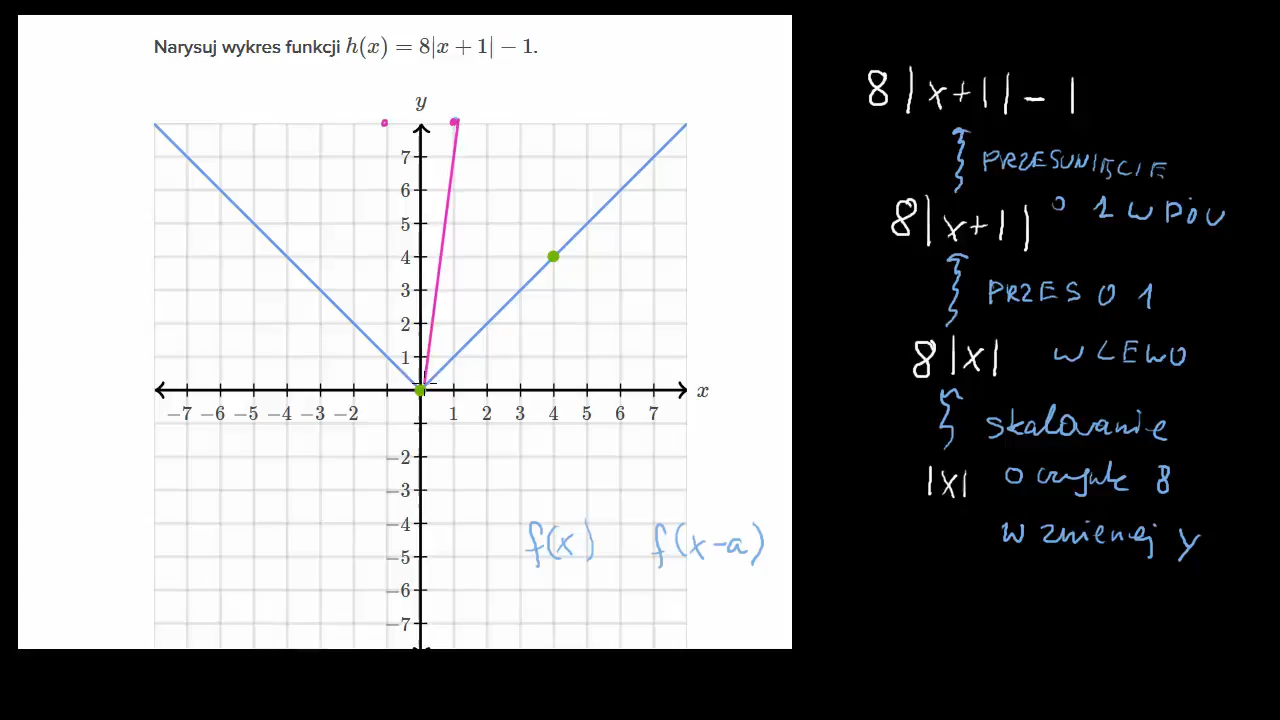 Narysuj wykres funkcji h(x) = 8|x + 1| − 1.
y
7
6
5
4
3
2
1
x
−7 −6 −5 −4 −3 −2 1 2 3 4 5 6 7
−2
−3
−4
−5
−6
−7
f(x) f(x−a)
8|x+1|−1
PRZESUNIĘCIE
O 1 W DÓŁ
8|x+1|
PRZES O 1
W LEWO
8|x|
skalowanie
|x|
o czynnik 8
w zmiennej y